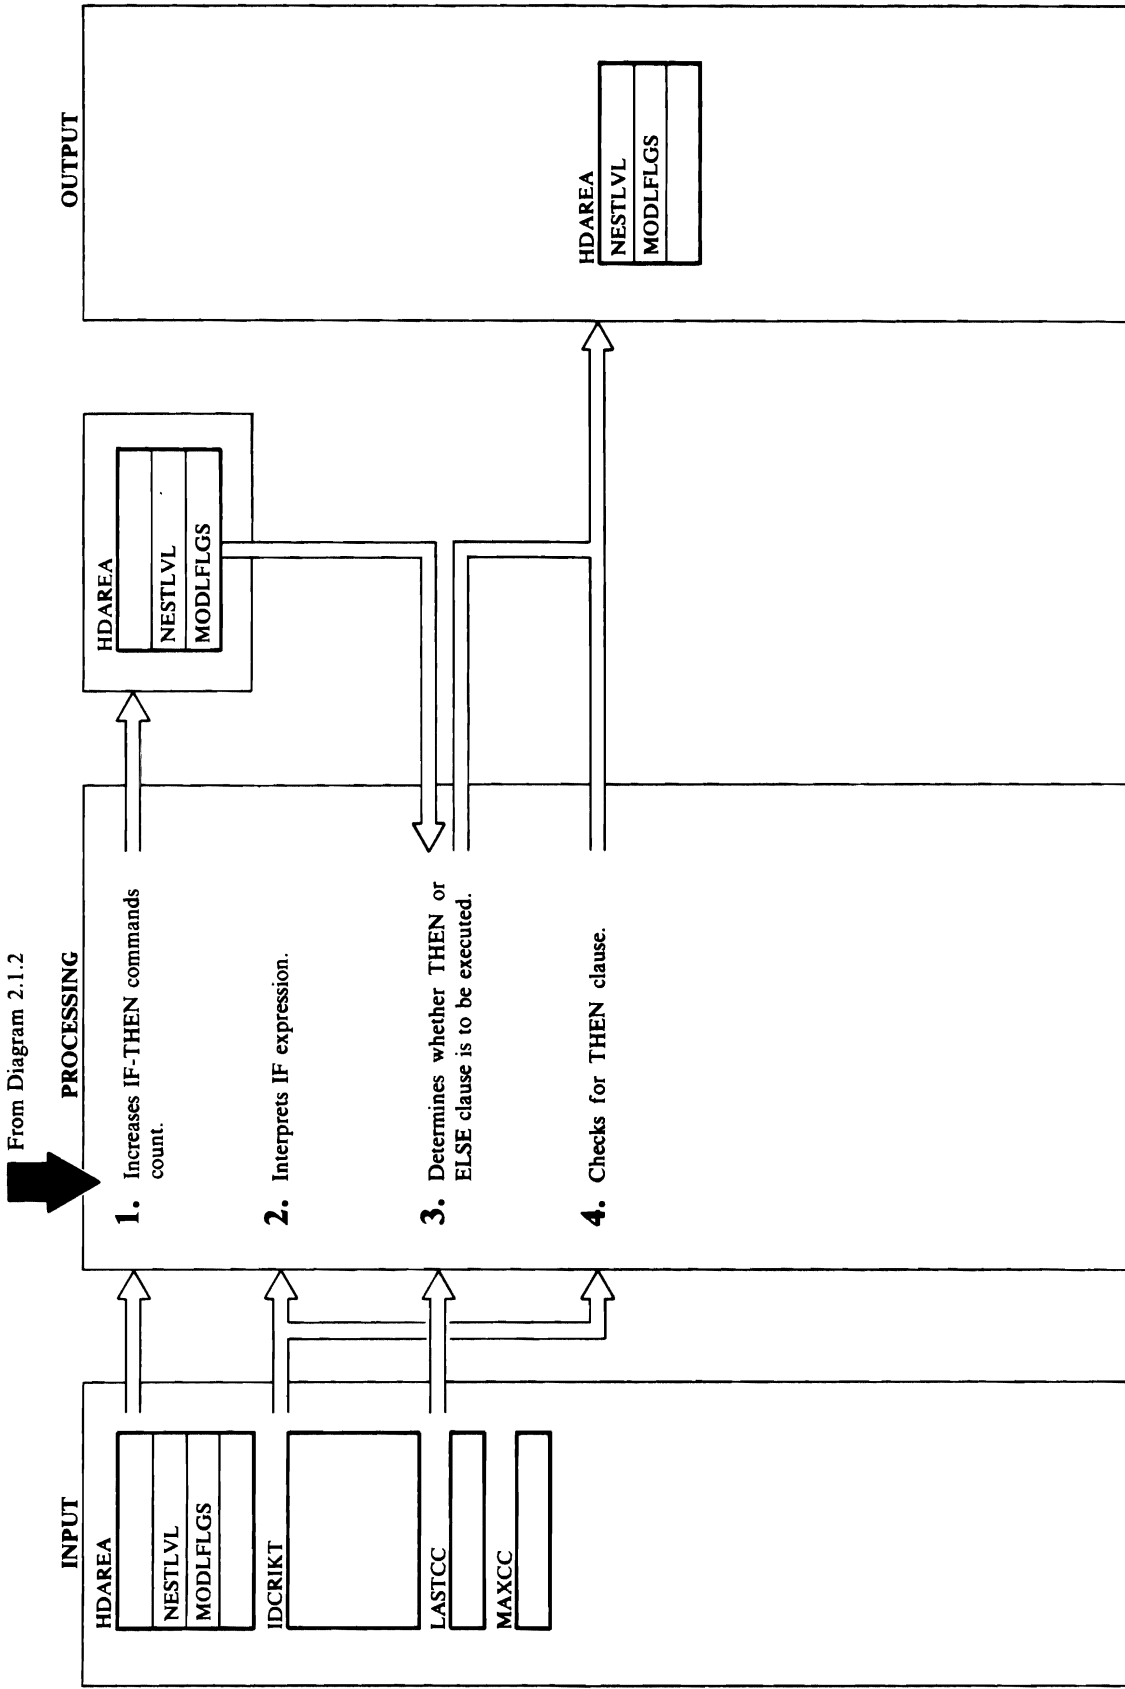 From Diagram 2.1.2
INPUT
HDAREA
NESTLVL
MODLFLGS
IDCRIKT
LASTCC
MAXCC
PROCESSING
1. Increases IF-THEN commands
count.
2. Interprets IF expression.
3. Determines whether THEN or
ELSE clause is to be executed.
4. Checks for THEN clause.
HDAREA
NESTLVL
MODLFLGS
OUTPUT
HDAREA
NESTLVL
MODLFLGS